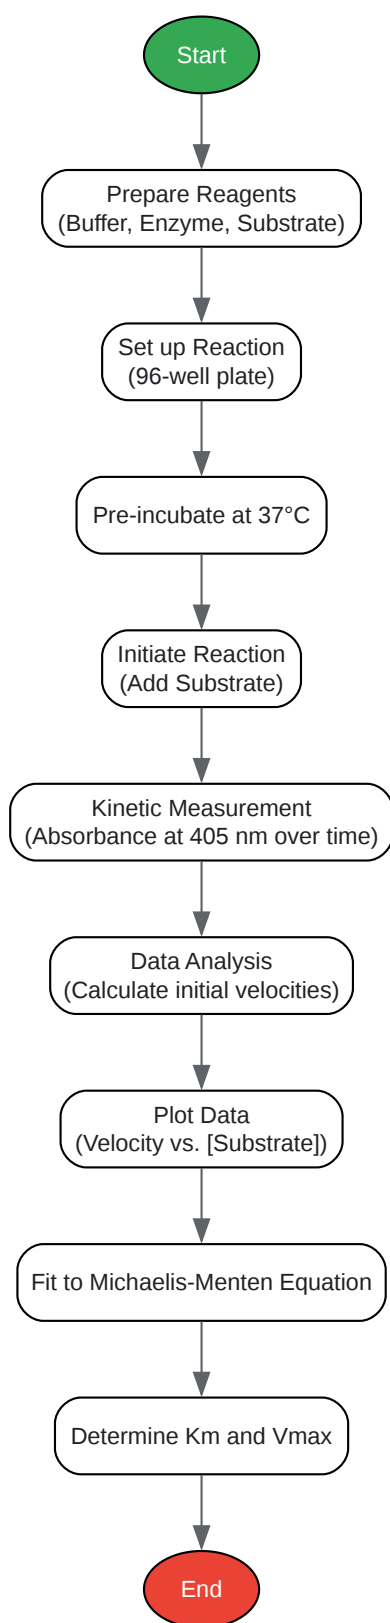 Start
Prepare Reagents
(Buffer, Enzyme, Substrate)
Set up Reaction
(96-well plate)
Pre-incubate at 37°C
Initiate Reaction
(Add Substrate)
Kinetic Measurement
(Absorbance at 405 nm over time)
Data Analysis
(Calculate initial velocities)
Plot Data
(Velocity vs. [Substrate])
Fit to Michaelis-Menten Equation
Determine Km and Vmax
End